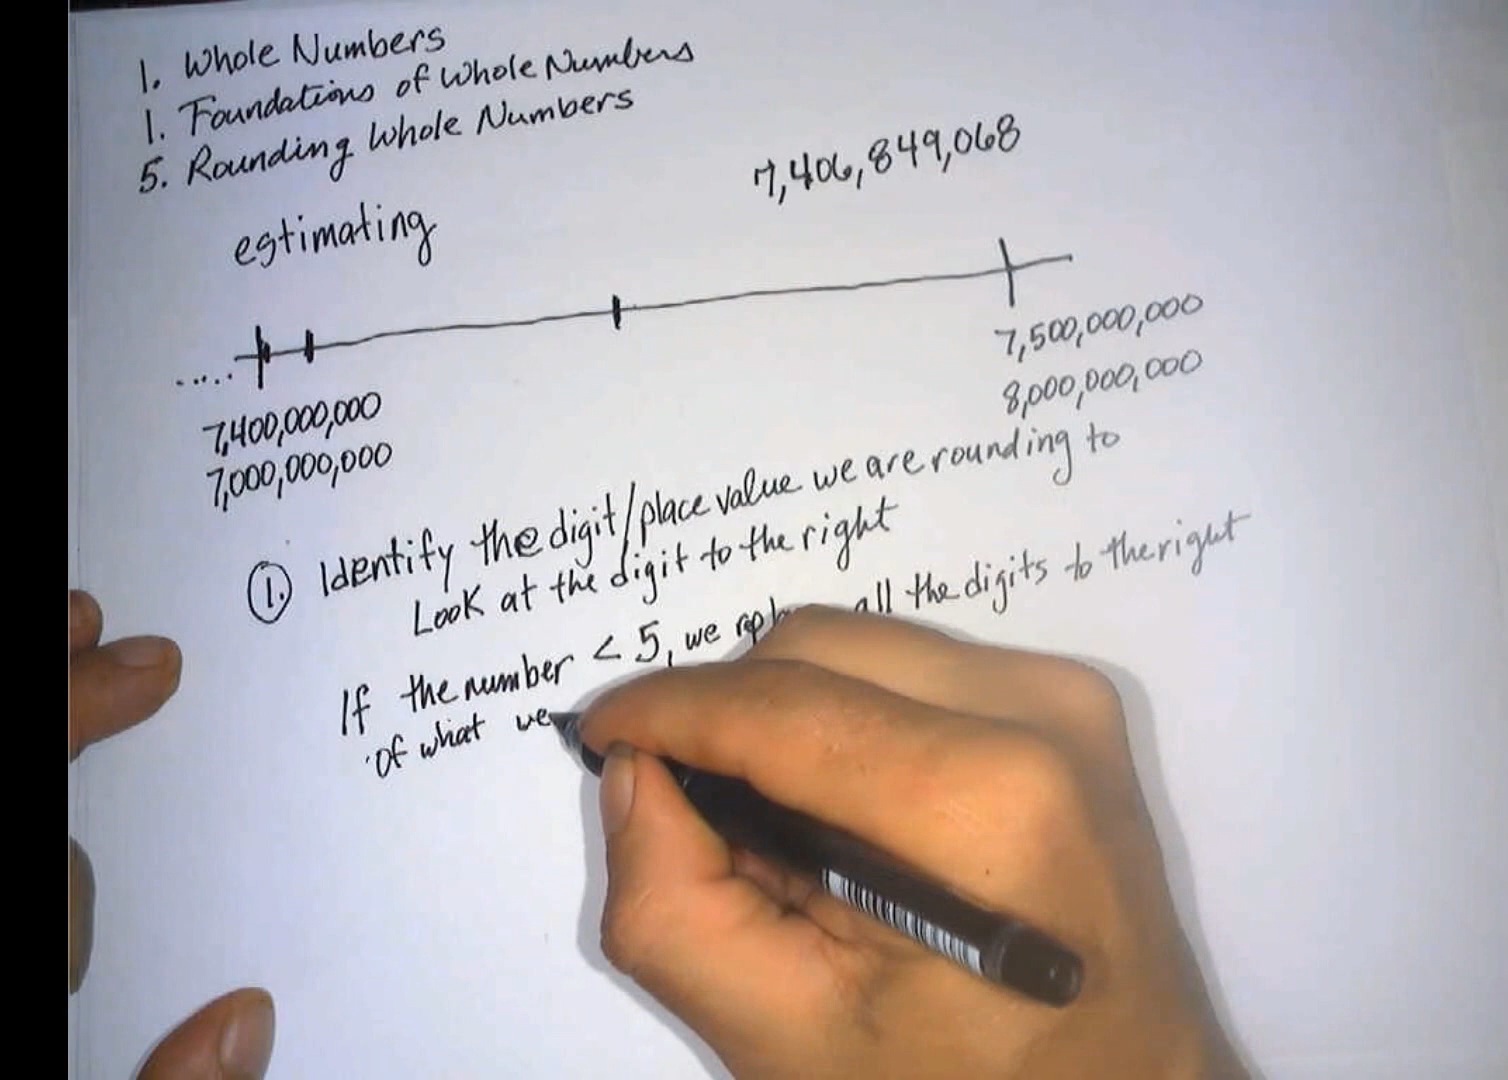 1. Whole Numbers
1. Foundations of Whole Numbers
5. Rounding Whole Numbers
7,406,849,068
estimating
.....
7,400,000,000
7,500,000,000
7,000,000,000
8,000,000,000
1. Identify the digit/place value we are rounding to
Look at the digit to the right
If the number < 5, we all the digits to the right
of what we